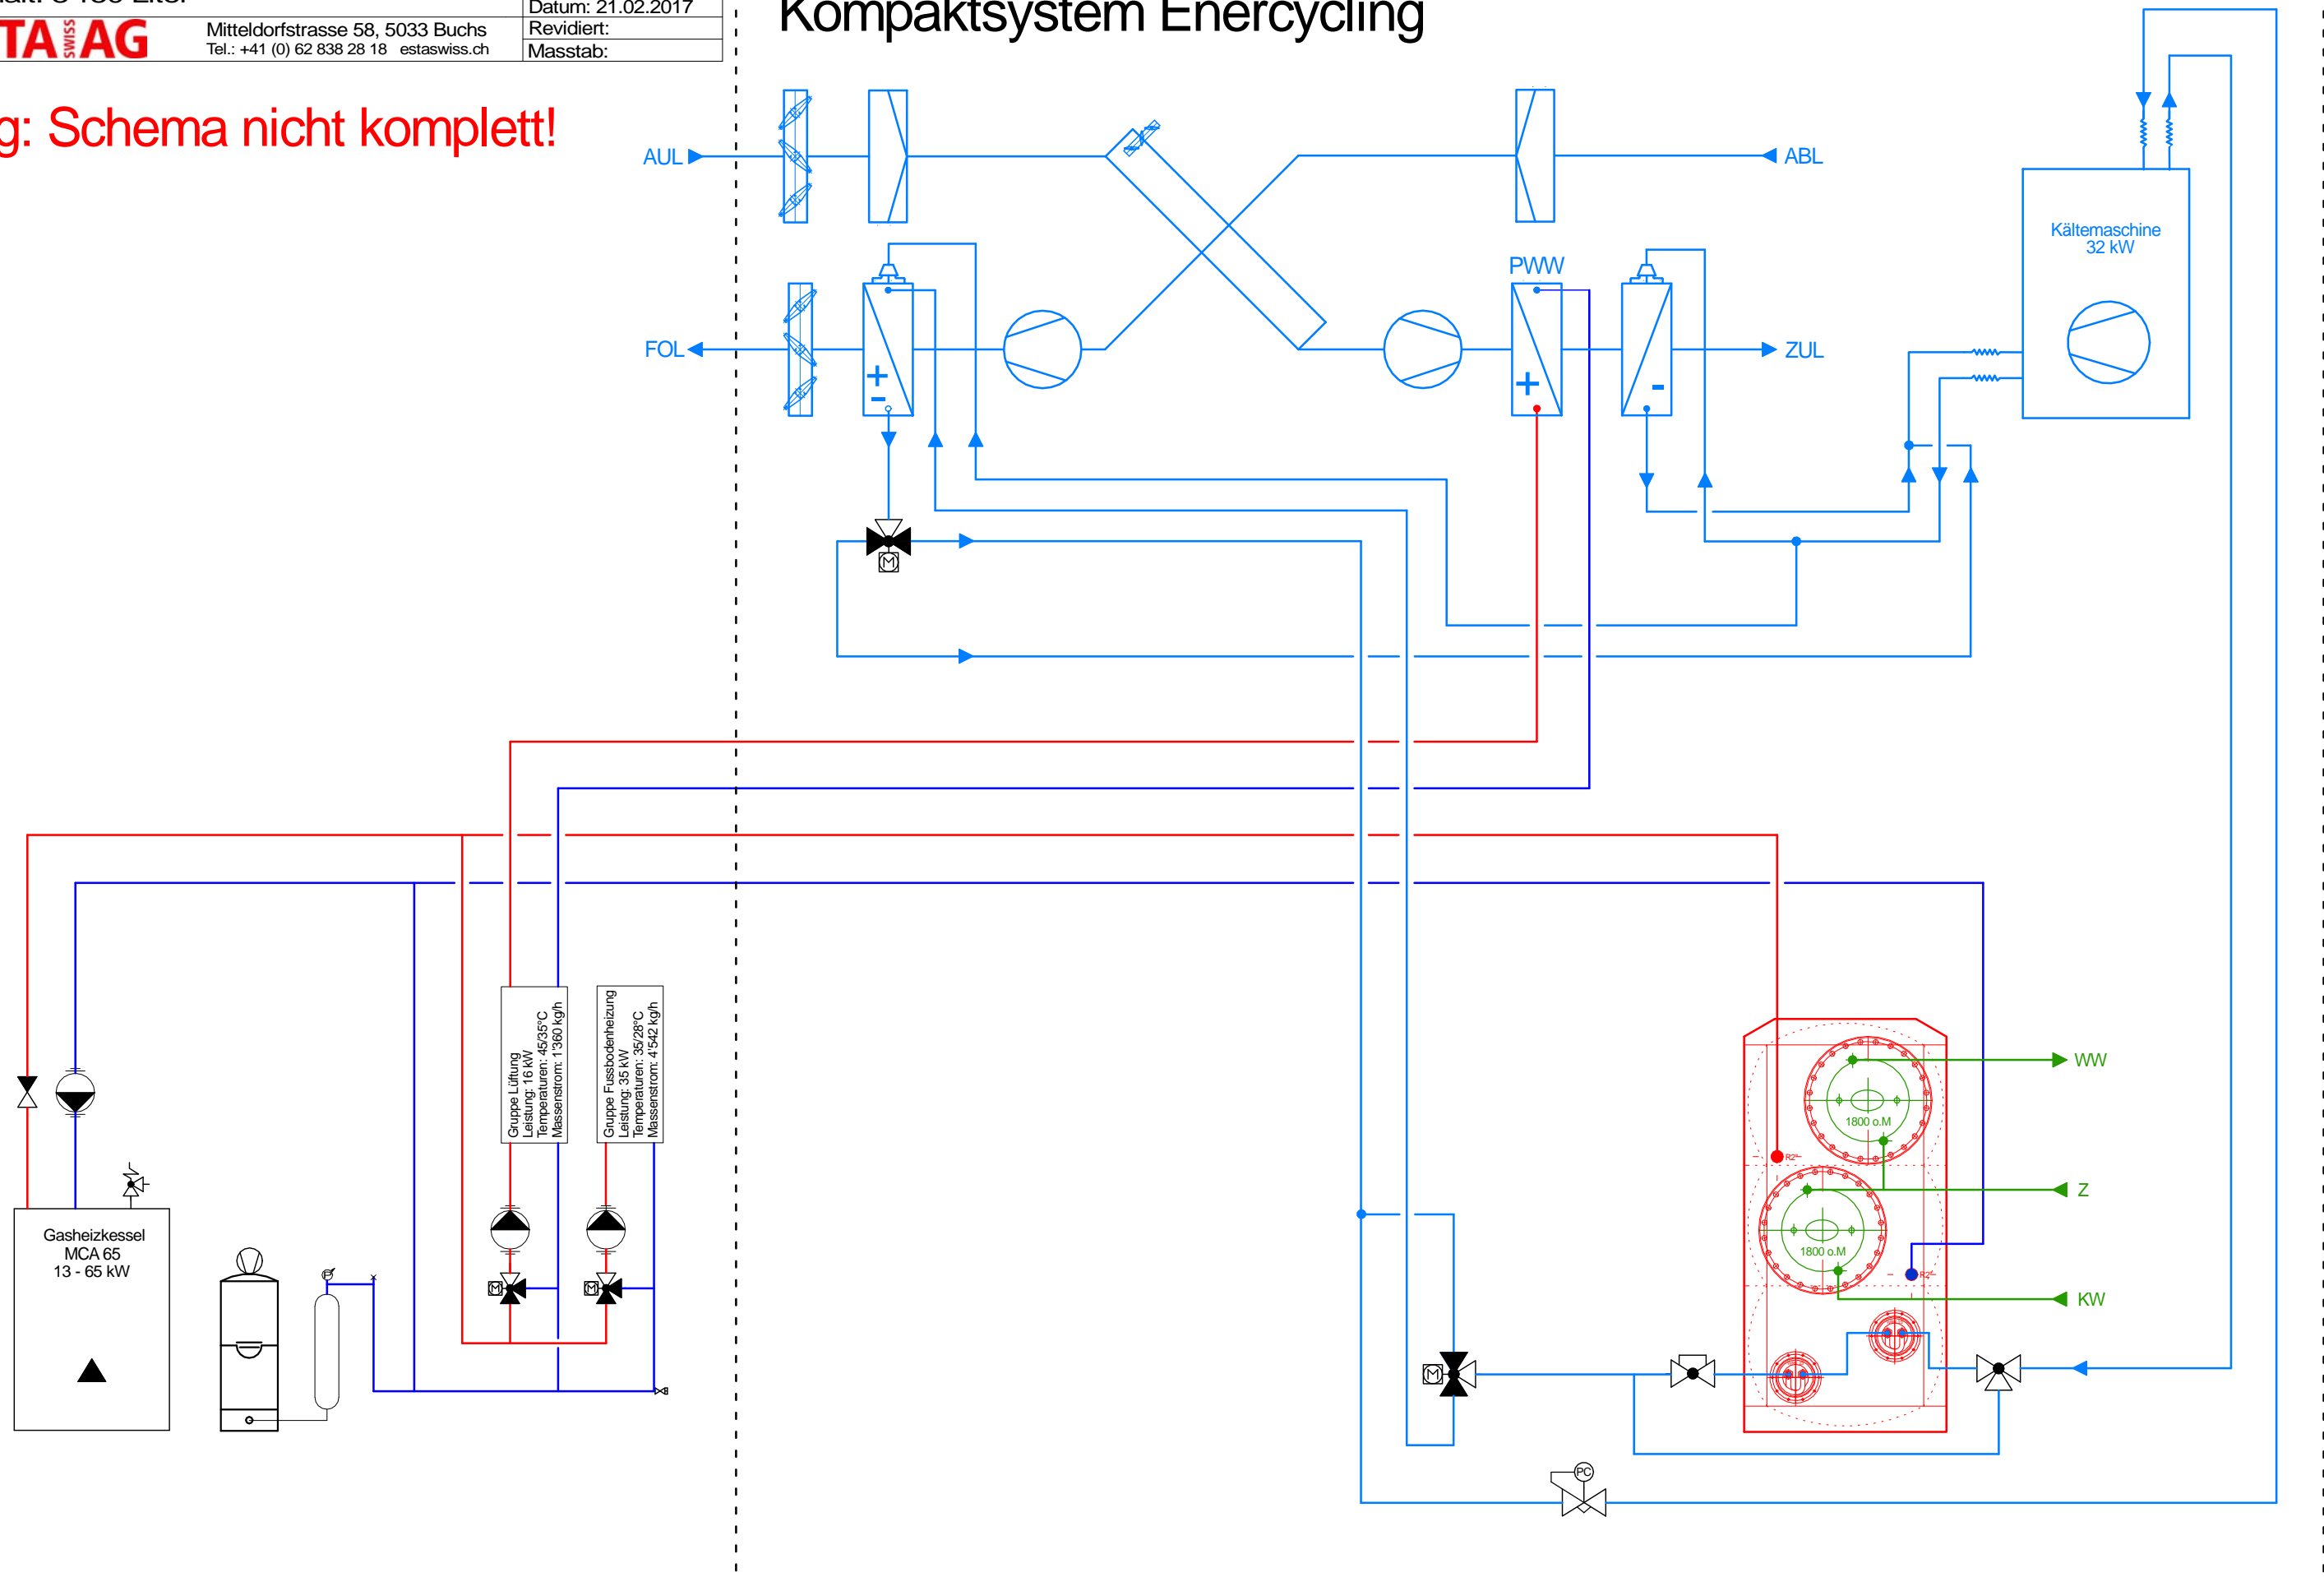 Datum: 21.02.2017
Kompaktsystem Enercycling
TA SWISS AG
Mitteldorfstrasse 58, 5033 Buchs
Revidiert:
Tel.: +41 (0) 62 838 28 18 estaswiss.ch
Masstab:
g: Schema nicht komplett!
AUL
ABL
Kältemaschine
32 kW
PWW
FOL
ZUL
+
-
+
-
M
Gruppe Lüftung
Leistung: 16 kW
Temperaturen: 45/35°C
Massenstrom: 1'360 kg/h
Gruppe Fussbodenheizung
Leistung: 35 kW
Temperaturen: 35/28°C
Massenstrom: 4'542 kg/h
WW
1800 o.M
R2"
Z
Gasheizkessel
MCA 65
13 - 65 kW
1800 o.M
R2"
P
M
M
KW
M
PC